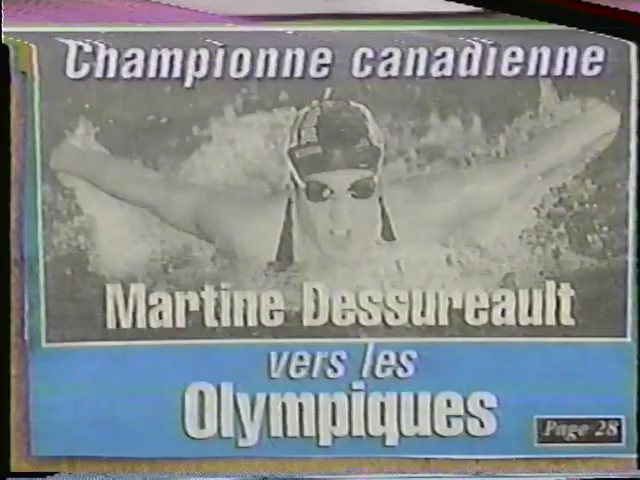 Championne canadienne
Martine Dessureault
vers les
Olympiques
Page 28